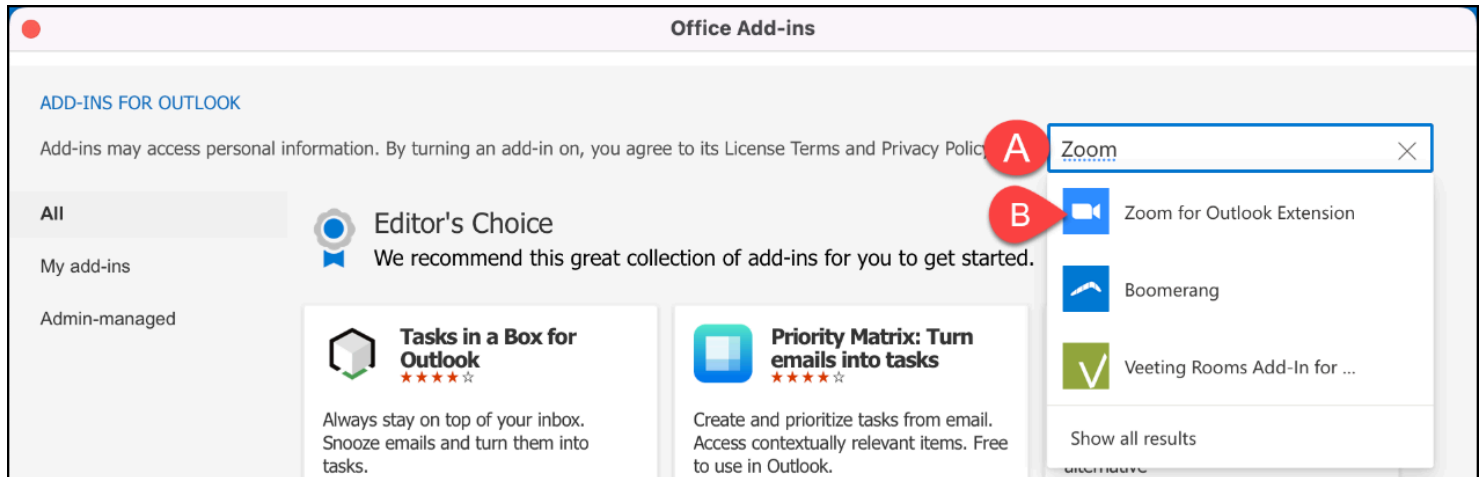 Office Add-ins
ADD-INS FOR OUTLOOK
Add-ins may access personal information. By turning an add-in on, you agree to its License Terms and Privacy Policy
A
Zoom
All
My add-ins
Admin-managed
Editor's Choice
We recommend this great collection of add-ins for you to get started.
B
Zoom for Outlook Extension
Boomerang
Veeting Rooms Add-In for ...
Show all results
Tasks in a Box for
Outlook
Always stay on top of your inbox.
Snooze emails and turn them into
tasks.
Priority Matrix: Turn
emails into tasks
Create and prioritize tasks from email.
Access contextually relevant items. Free
to use in Outlook.
alternative